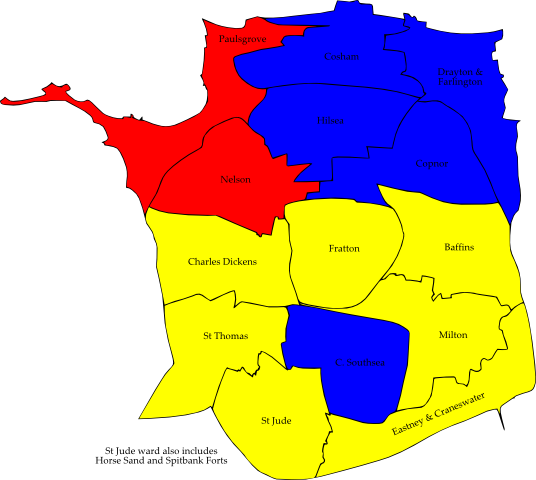 Paulsgrove
Cosham
Drayton &
Farlington
Hilsea
Copnor
Nelson
Charles Dickens
Fratton
Baffins
St Thomas
C. Southsea
Milton
St Jude
Eastney & Craneswater
St Jude ward also includes
Horse Sand and Spitbank Forts